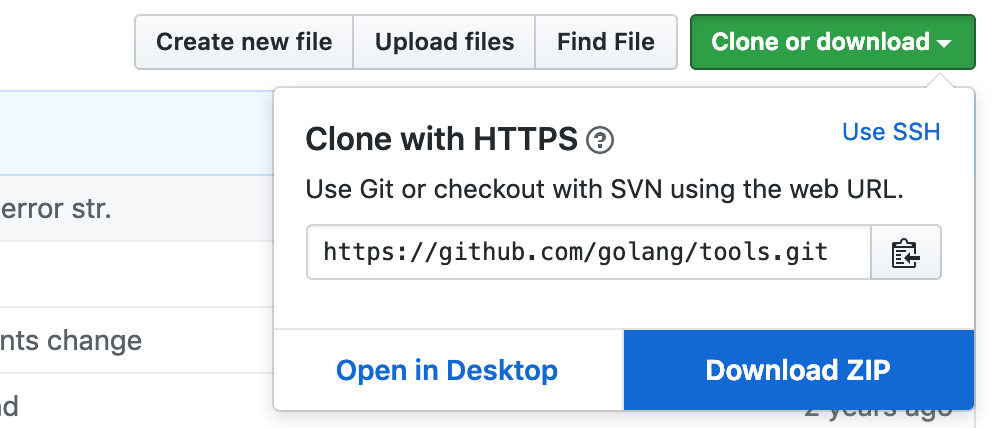 Create new file Upload files Find File Clone or download
Clone with HTTPS ? Use SSH
Use Git or checkout with SVN using the web URL.
error str.
https://github.com/golang/tools.git
nts change
Open in Desktop Download ZIP
2 years ago